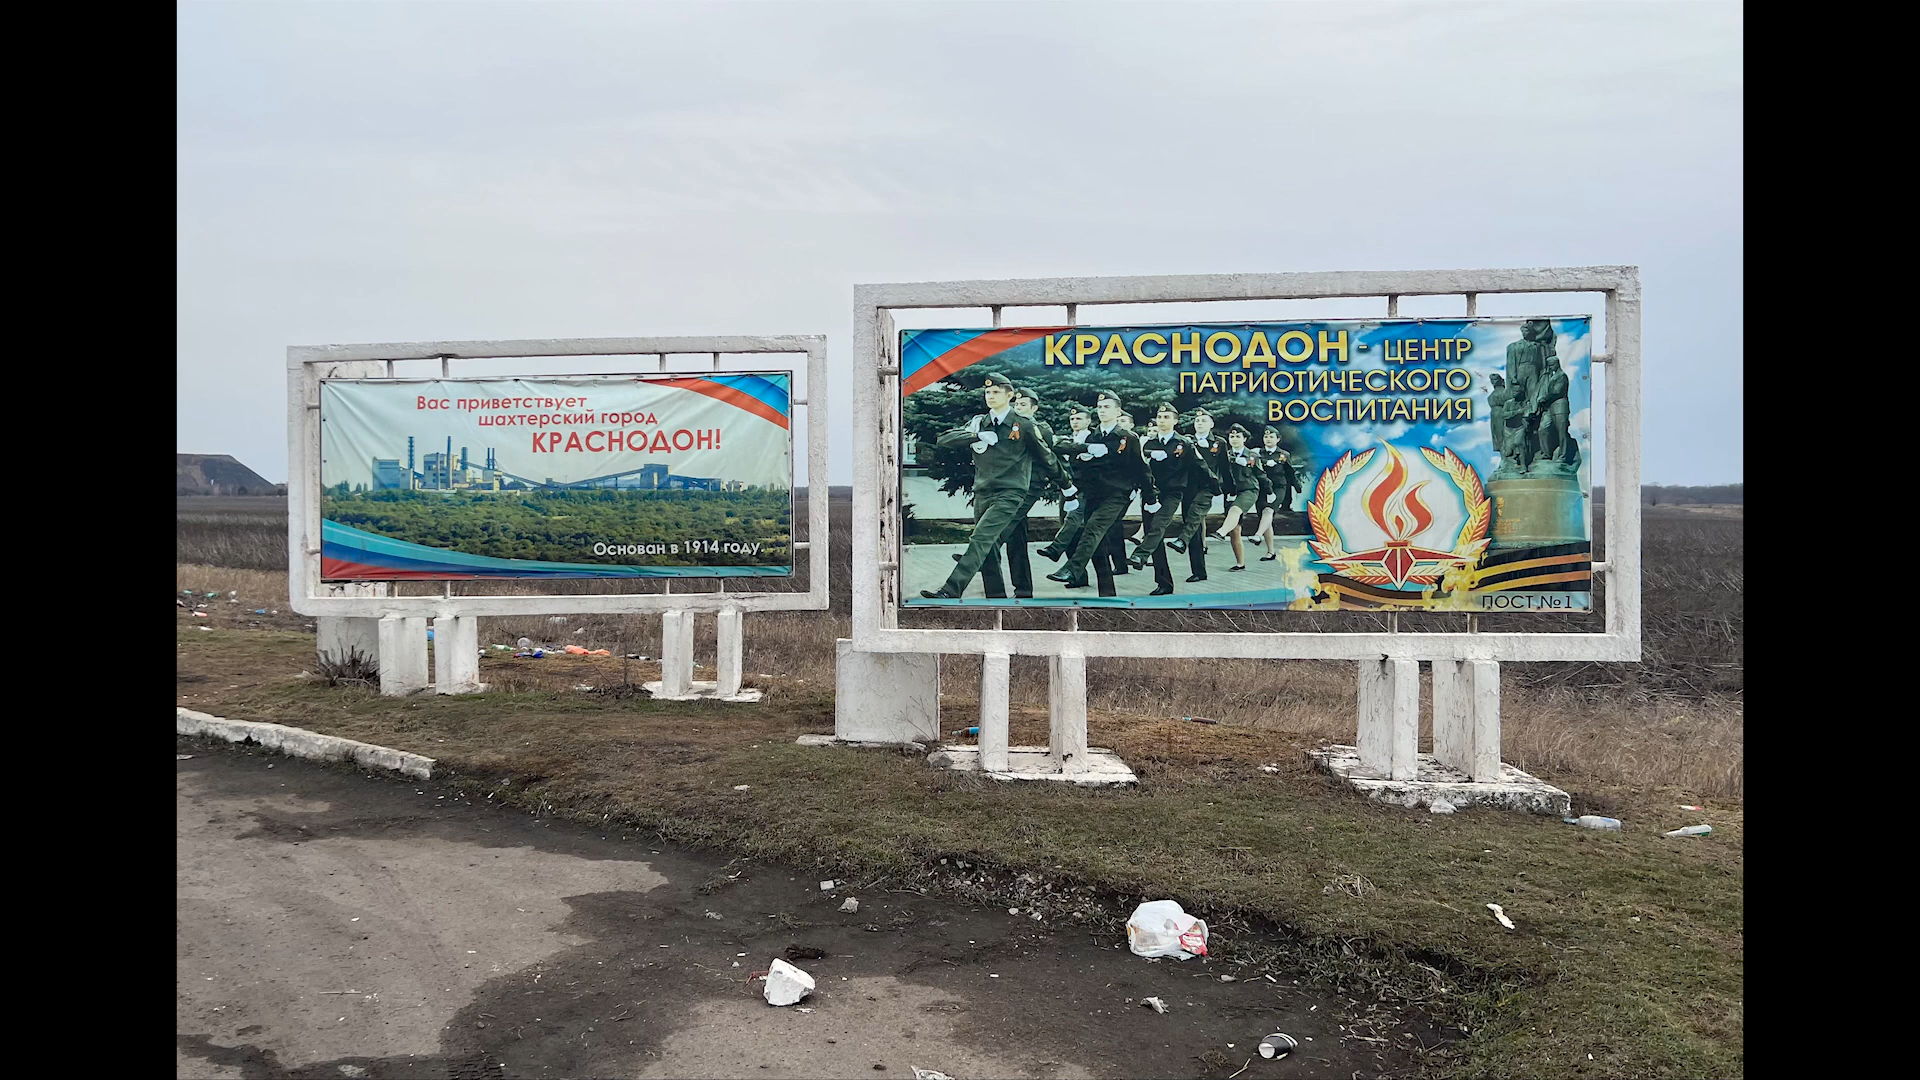 Вас приветствует
шахтерский город
КРАСНОДОН!
Основан в 1914 году.
КРАСНОДОН - ЦЕНТР
ПАТРИОТИЧЕСКОГО
ВОСПИТАНИЯ
ПОСТ №1